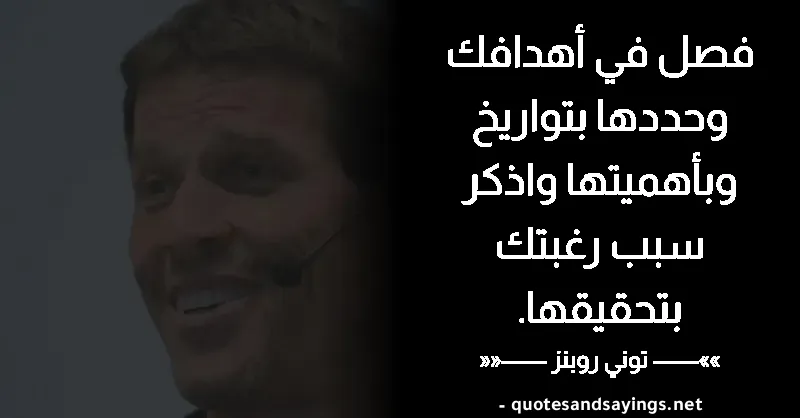 فصل في أهدافك
وحددها بتواريخ
وبأهميتها واذكر
سبب رغبتك
بتحقيقها.
»»—— توني روبنز ——««
- quotesandsayings.net